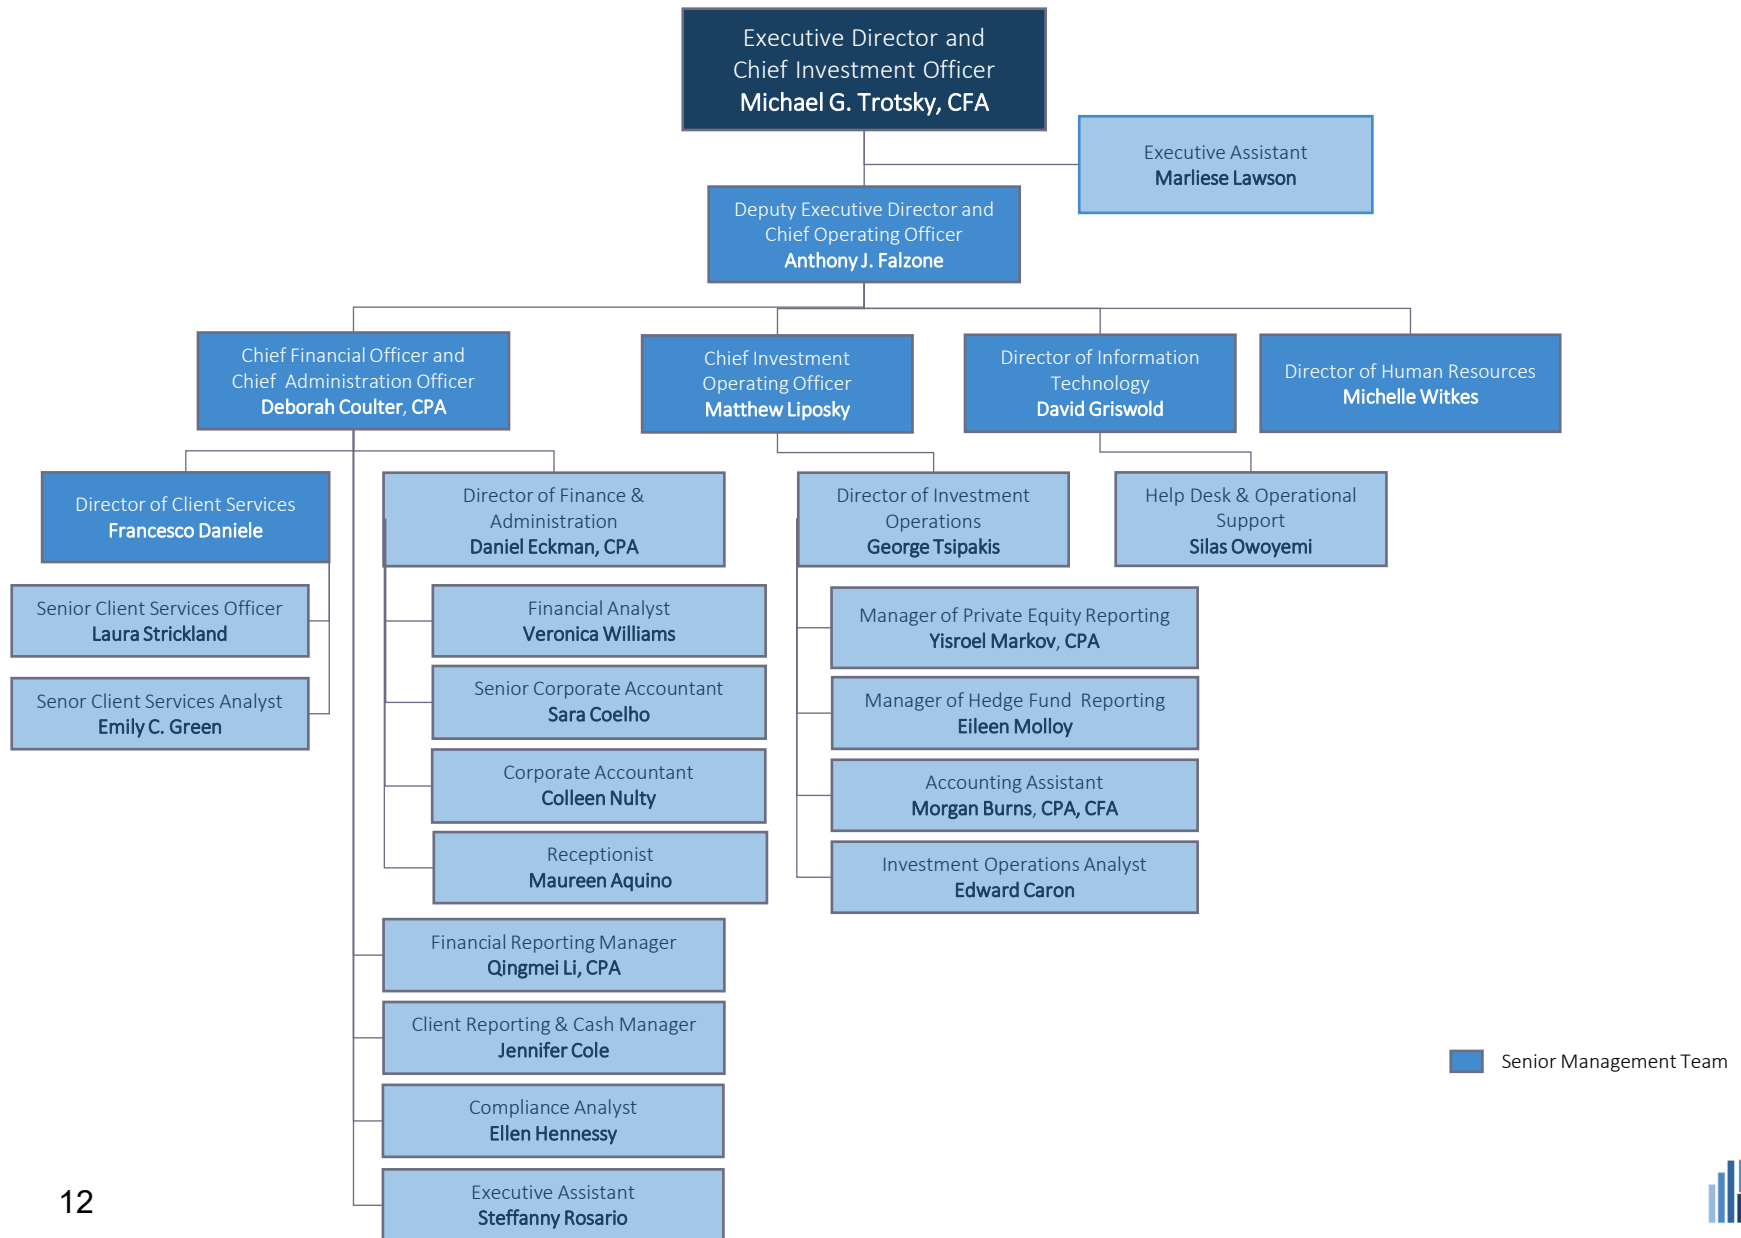 Executive Director and
Chief Investment Officer
Michael G. Trotsky, CFA
Executive Assistant
Marliese Lawson
Deputy Executive Director and
Chief Operating Officer
Anthony J. Falzone
Chief Financial Officer and
Chief Administration Officer
Deborah Coulter, CPA
Chief Investment
Operating Officer
Matthew Liposky
Director of Information
Technology
David Griswold
Director of Human Resources
Michelle Witkes
Director of Client Services
Francesco Daniele
Director of Finance &
Administration
Daniel Eckman, CPA
Director of Investment
Operations
George Tsipakis
Help Desk & Operational
Support
Silas Owoyemi
Senior Client Services Officer
Laura Strickland
Senor Client Services Analyst
Emily C. Green
Financial Analyst
Veronica Williams
Senior Corporate Accountant
Sara Coelho
Corporate Accountant
Colleen Nulty
Receptionist
Maureen Aquino
Manager of Private Equity Reporting
Yisroel Markov, CPA
Manager of Hedge Fund Reporting
Eileen Molloy
Accounting Assistant
Morgan Burns, CPA, CFA
Investment Operations Analyst
Edward Caron
Financial Reporting Manager
Qingmei Li, CPA
Client Reporting & Cash Manager
Jennifer Cole
Compliance Analyst
Ellen Hennessy
Executive Assistant
Steffanny Rosario
Senior Management Team
12